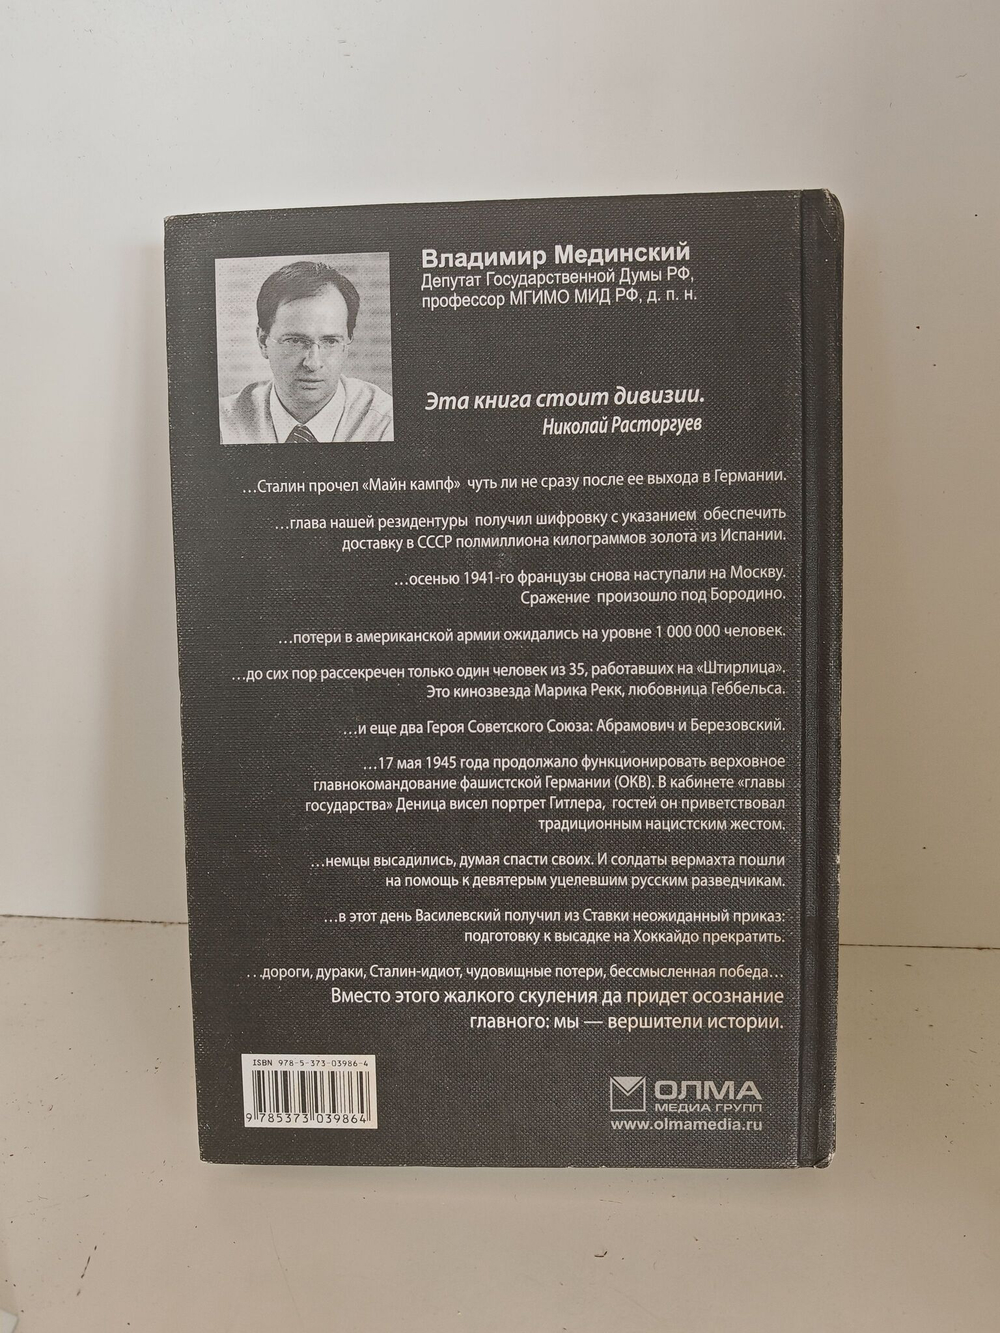 Владимир Мединский
Депутат Государственной Думы РФ,
профессор МГИМО МИД РФ, д. п. н.
Эта книга стоит дивизии.
Николай Расторгуев
...Сталин прочел «Майн кампф» чуть ли не сразу после ее выхода в Германии.
...глава нашей резидентуры получил шифровку с указанием обеспечить
доставку в СССР полмиллиона килограммов золота из Испании.
...осенью 1941-го французы снова наступали на Москву.
Сражение произошло под Бородино.
...потери в американской армии ожидались на уровне 1 000 000 человек.
...до сих пор рассекречен только один человек из 35, работавших на «Штирлица».
Это кинозвезда Марика Рекк, любовница Геббельса.
...и еще два Героя Советского Союза: Абрамович и Березовский.
...17 мая 1945 года продолжало функционировать верховное
главнокомандование фашистской Германии (ОКВ). В кабинете «главы
государства» Деница висел портрет Гитлера, гостей он приветствовал
традиционным нацистским жестом.
...немцы высадились, думая спасти своих. И солдаты вермахта пошли
на помощь к девятерым уцелевшим русским разведчикам.
...в этот день Василевский получил из Ставки неожиданный приказ:
подготовку к высадке на Хоккайдо прекратить.
...дороги, дураки, Сталин-идиот, чудовищные потери, бессмысленная победа...
Вместо этого жалкого скуления да придет осознание
главного: мы — вершители истории.
ISBN 978-5-373-03986-4
9 785373 039864
ОЛМА
МЕДИА ГРУПП
www.olmamedia.ru